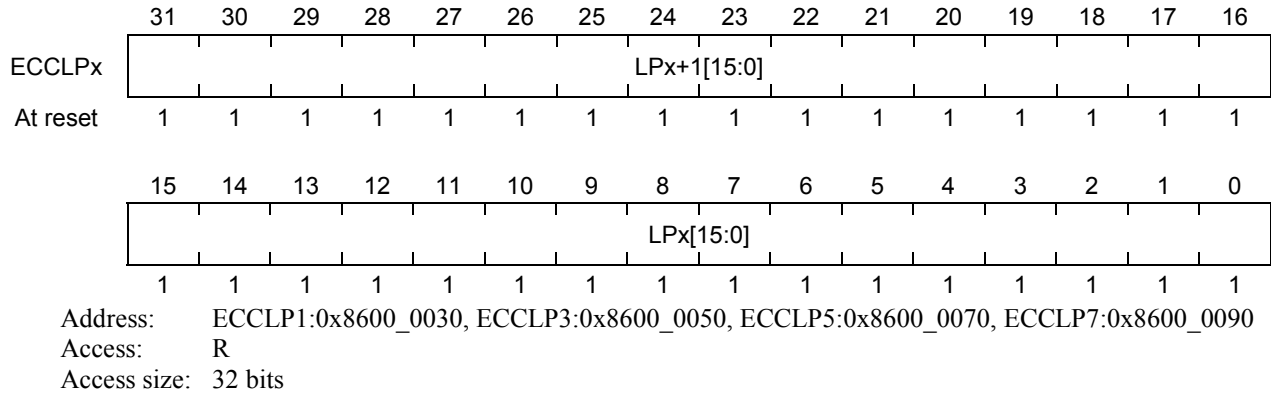 31 30 29 28 27 26 25 24 23 22 21 20 19 18 17 16
ECCLPx LPx+1[15:0]
At reset 1 1 1 1 1 1 1 1 1 1 1 1 1 1 1 1
15 14 13 12 11 10 9 8 7 6 5 4 3 2 1 0
LPx[15:0]
1 1 1 1 1 1 1 1 1 1 1 1 1 1 1 1
Address: ECCLP1:0x8600_0030, ECCLP3:0x8600_0050, ECCLP5:0x8600_0070, ECCLP7:0x8600_0090
Access: R
Access size: 32 bits